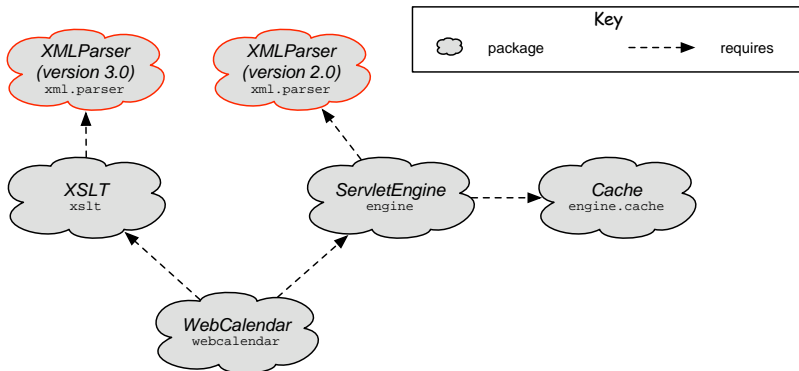 Key
package
requires
XMLParser
(version 3.0)
xml.parser
XMLParser
(version 2.0)
xml.parser
XSLT
xslt
ServletEngine
engine
Cache
engine.cache
WebCalendar
webcalendar